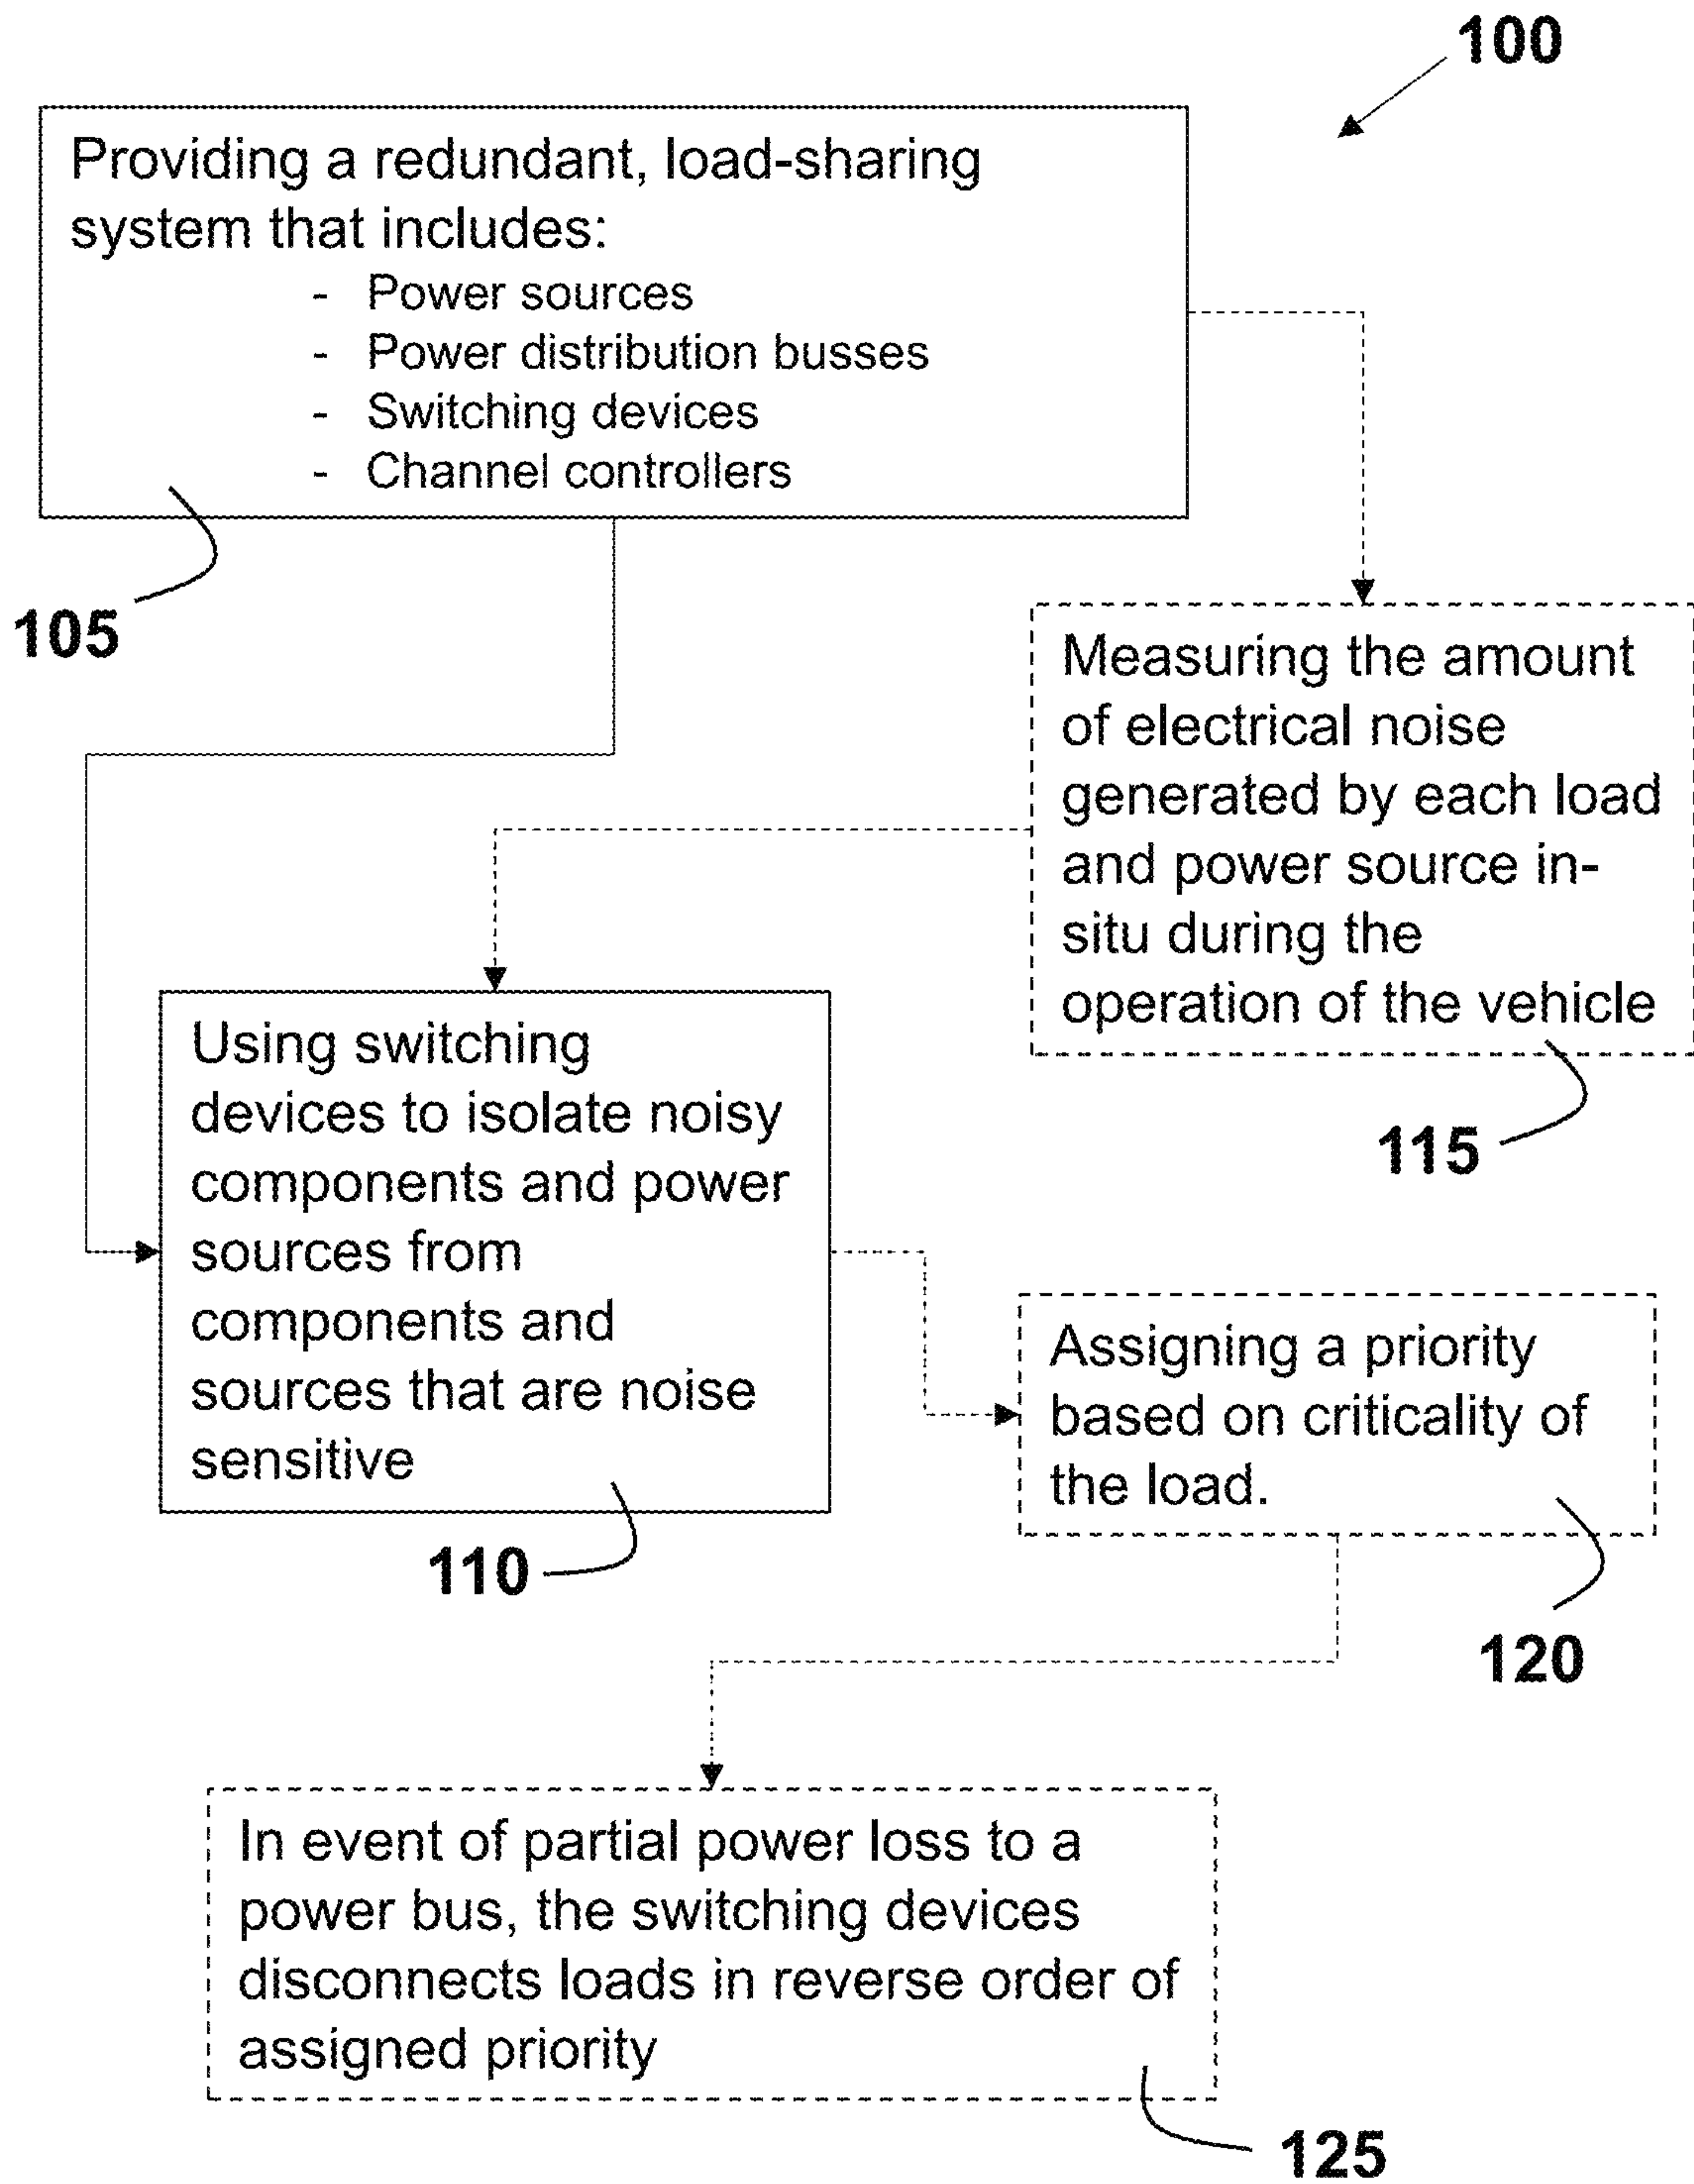 100
Providing a redundant, load-sharing
system that includes:
- Power sources
- Power distribution busses
- Switching devices
- Channel controllers
105
Measuring the amount
of electrical noise
generated by each load
and power source in-
situ during the
operation of the vehicle
115
Using switching
devices to isolate noisy
components and power
sources from
components and
sources that are noise
sensitive
110
Assigning a priority
based on criticality of
the load.
120
In event of partial power loss to a
power bus, the switching devices
disconnects loads in reverse order of
assigned priority
125